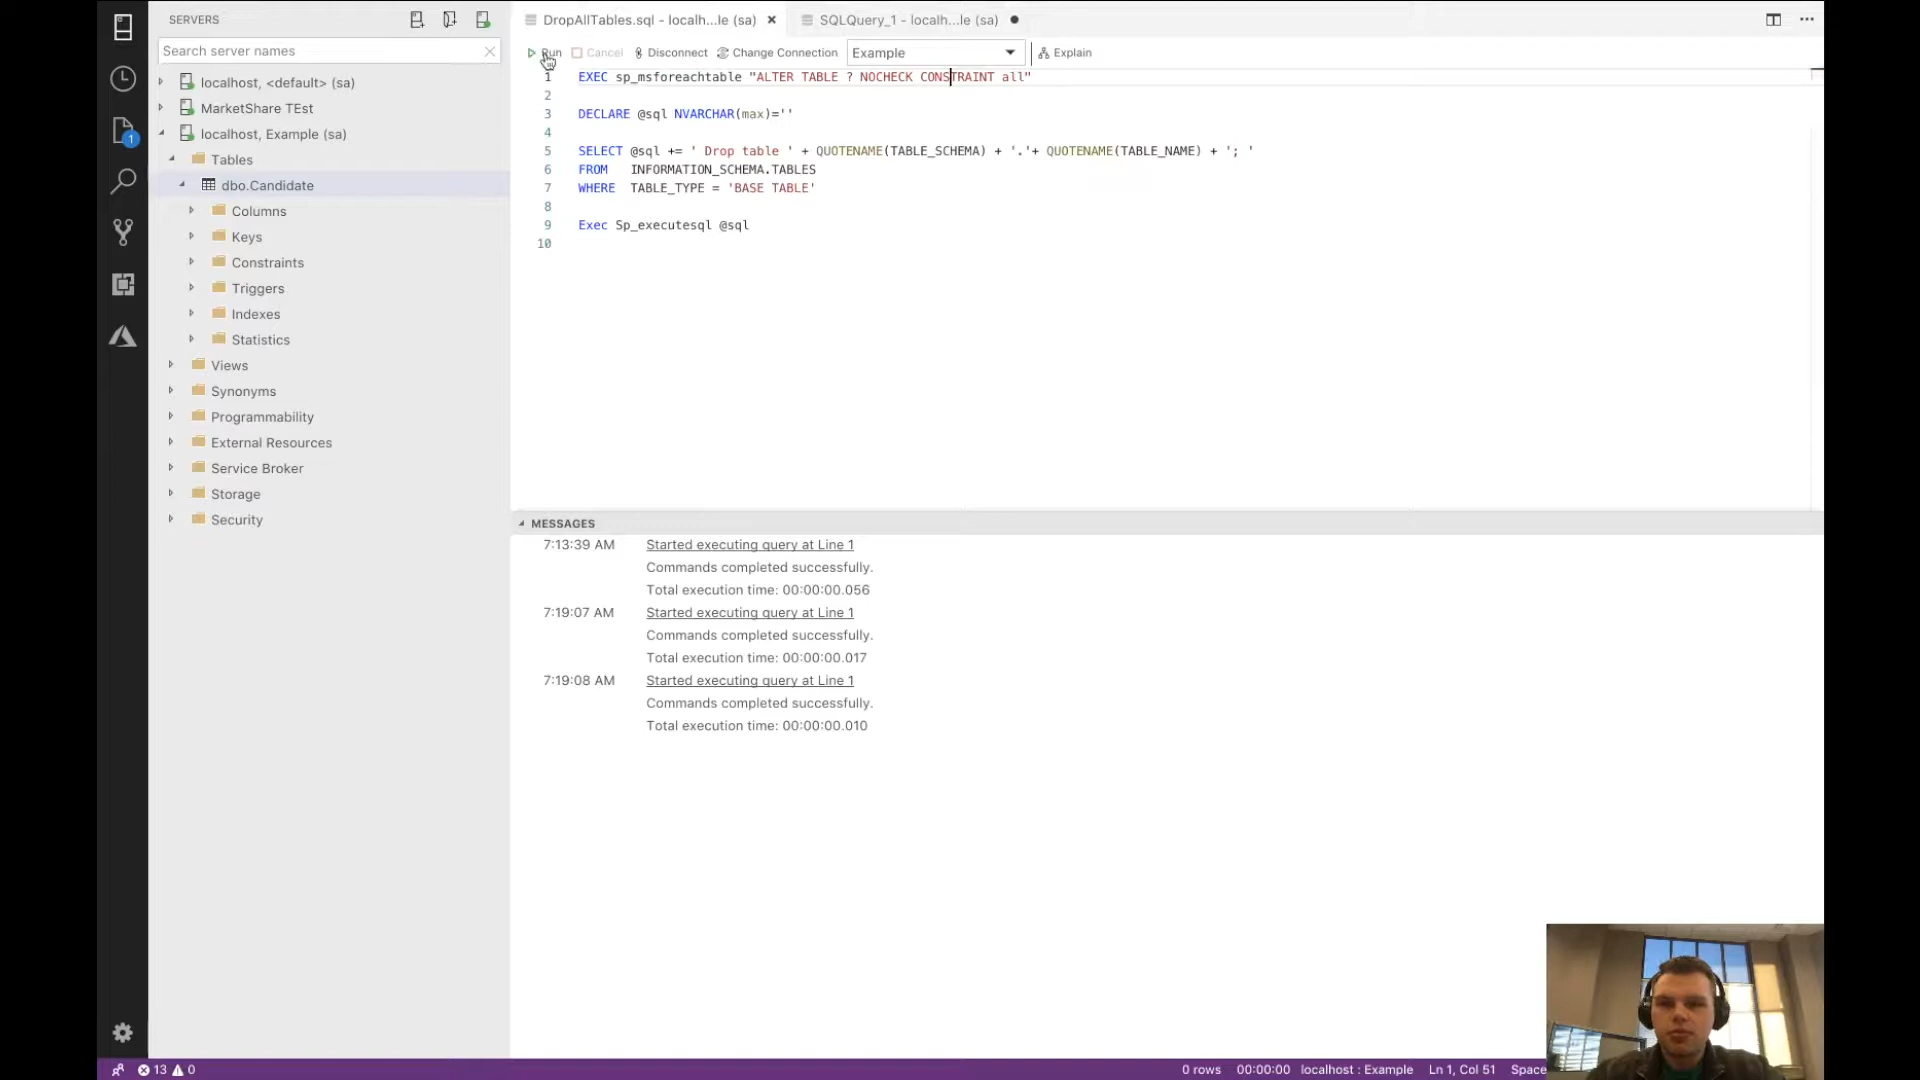 SERVERS
Search server names
localhost, <default> (sa)
MarketShare TEst
localhost, Example (sa)
Tables
dbo.Candidate
Columns
Keys
Constraints
Triggers
Indexes
Statistics
Views
Synonyms
Programmability
External Resources
Service Broker
Storage
Security
1
DropAllTables.sql - localh...le (sa)
SQLQuery_1 - localh...le (sa)
Run Cancel Disconnect Change Connection Example Explain
1 EXEC sp_msforeachtable "ALTER TABLE ? NOCHECK CONSTRAINT all"
2
3 DECLARE @sql NVARCHAR(max)=''
4
5 SELECT @sql += ' Drop table ' + QUOTENAME(TABLE_SCHEMA) + '.'+ QUOTENAME(TABLE_NAME) + '; '
6 FROM INFORMATION_SCHEMA.TABLES
7 WHERE TABLE_TYPE = 'BASE TABLE'
8
9 Exec Sp_executesql @sql
10
MESSAGES
7:13:39 AM Started executing query at Line 1
Commands completed successfully.
Total execution time: 00:00:00.056
7:19:07 AM Started executing query at Line 1
Commands completed successfully.
Total execution time: 00:00:00.017
7:19:08 AM Started executing query at Line 1
Commands completed successfully.
Total execution time: 00:00:00.010
13 0 0 rows 00:00:00 localhost : Example Ln 1, Col 51 Space